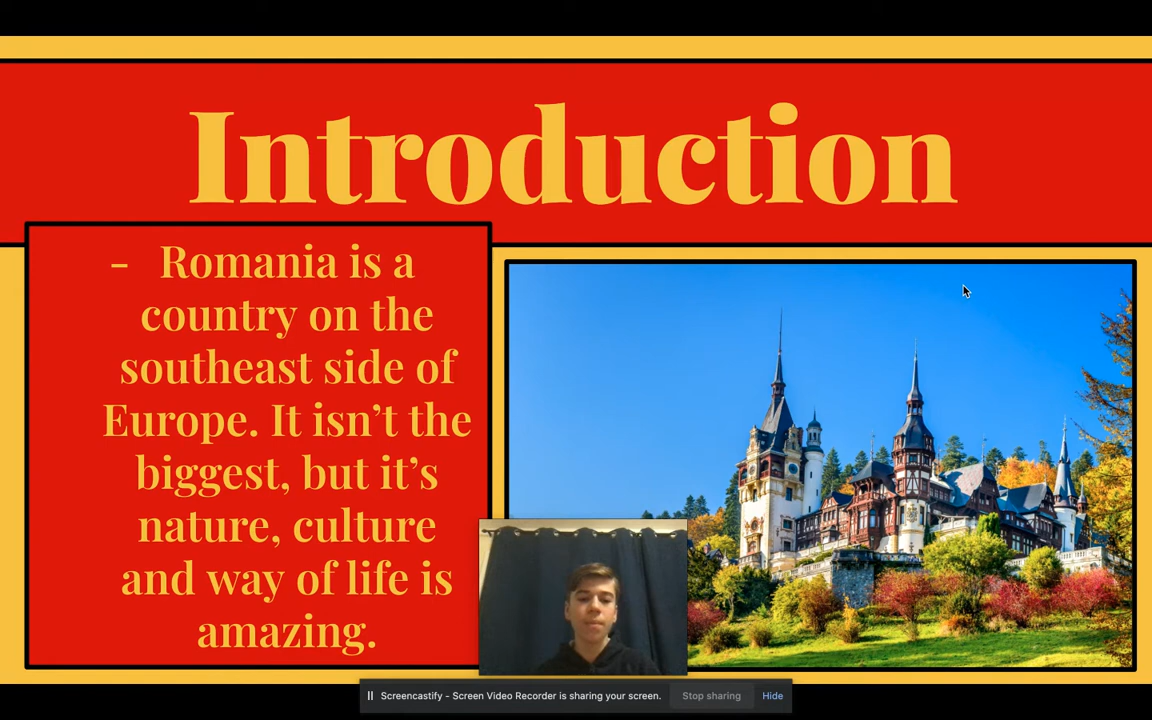 Introduction
- Romania is a
country on the
southeast side of
Europe. It isn't the
biggest, but it's
nature, culture
and way of life is
amazing.
Screencastify - Screen Video Recorder is sharing your screen.
Stop sharing
Hide